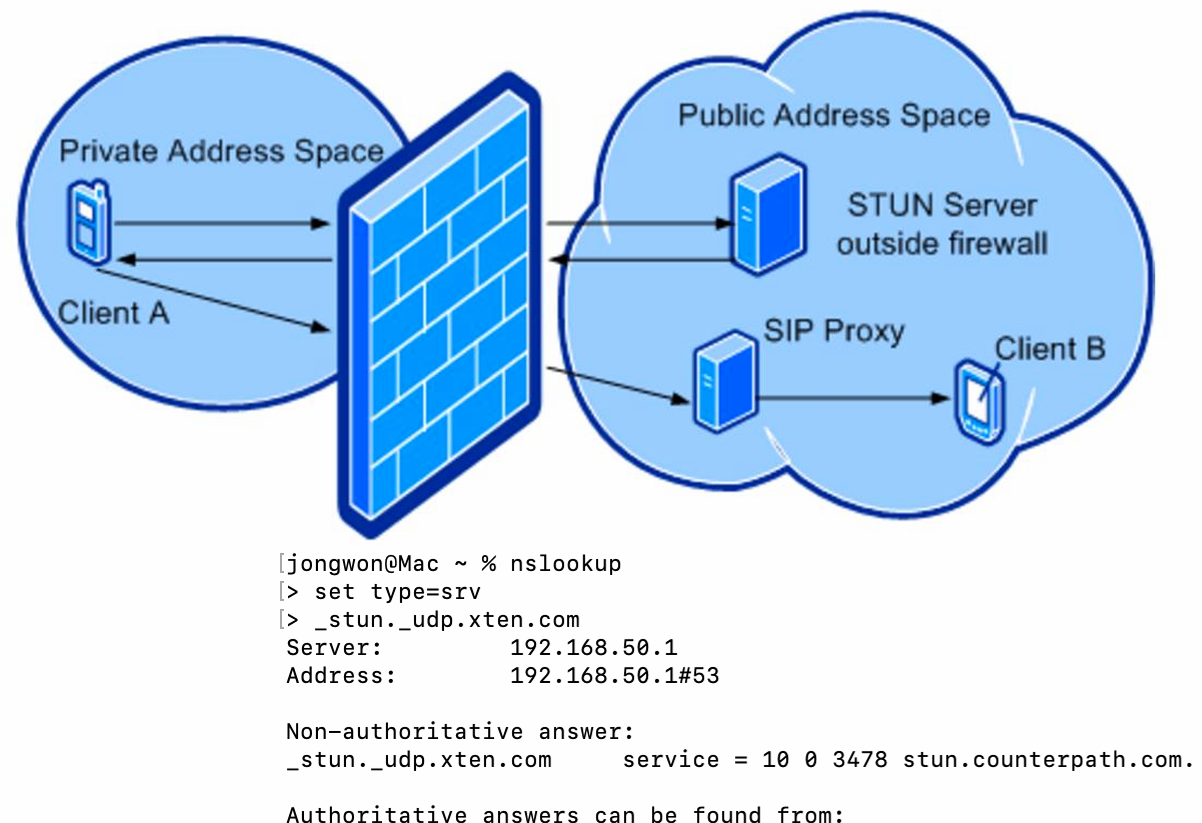 Private Address Space
Client A
Public Address Space
STUN Server
outside firewall
SIP Proxy
Client B
[jongwon@Mac ~ % nslookup
[> set type=srv
[> _stun._udp.xten.com
Server: 192.168.50.1
Address: 192.168.50.1#53
Non-authoritative answer:
_stun._udp.xten.com service = 10 0 3478 stun.counterpath.com.
Authoritative answers can be found from: